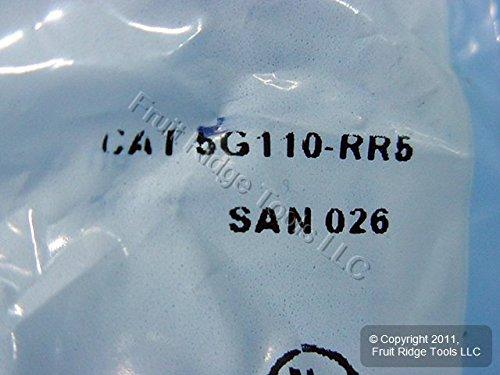 CAT 5G110-RR5
SAN 026
Fruit Ridge Tools LLC
© Copyright 2011,
Fruit Ridge Tools LLC